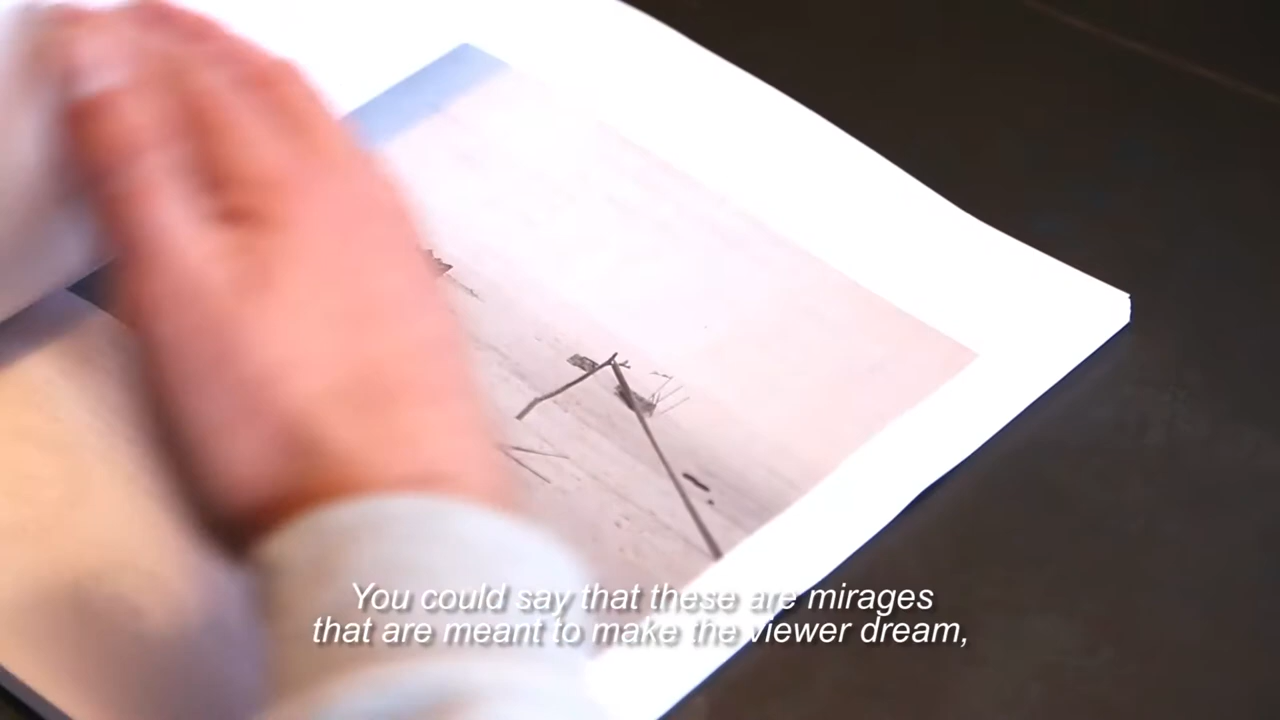 You could say that these are mirages
that are meant to make the viewer dream,